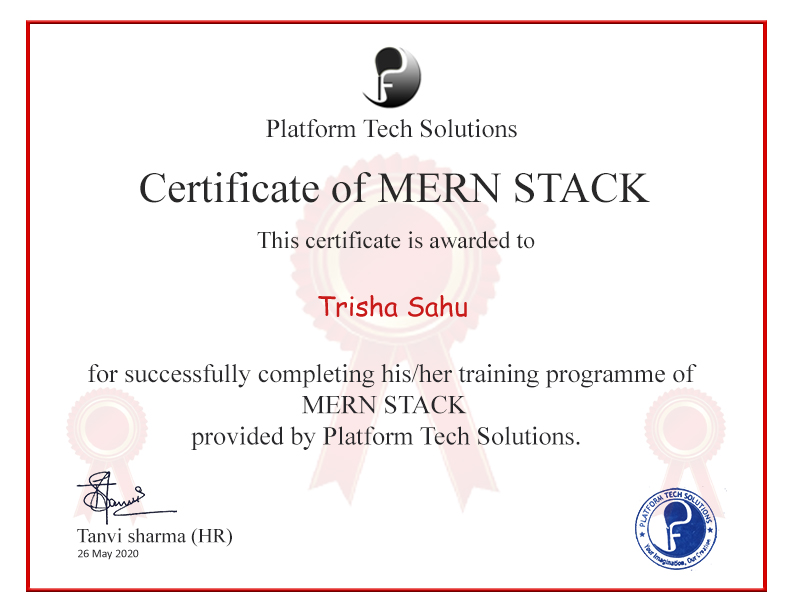 Platform Tech Solutions
Certificate of MERN STACK
This certificate is awarded to
Trisha Sahu
for successfully completing his/her training programme of
MERN STACK
provided by Platform Tech Solutions.
Tanvi sharma (HR)
26 May 2020
PLATFORM TECH SOLUTIONS
Your Imagination, Our Creation